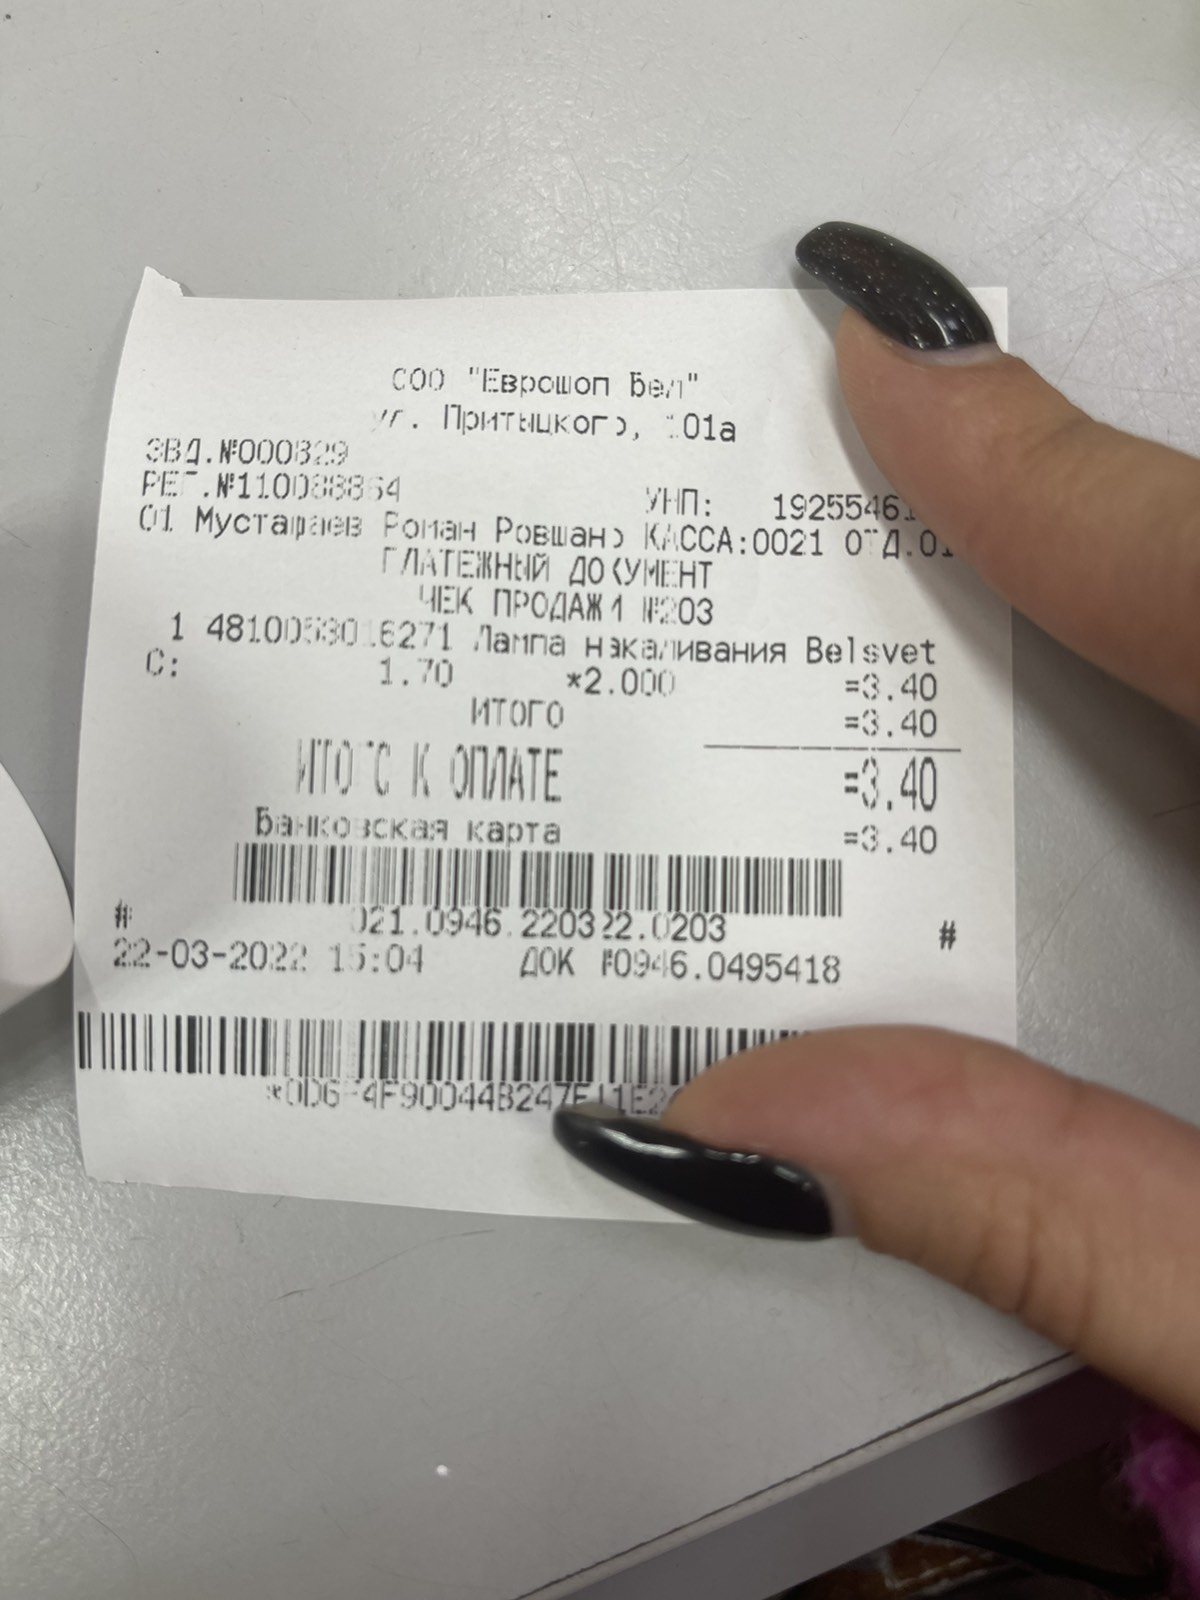 СОО "Еврошоп Бел"
ул. Притыцкого, 101а
ЗВД.№000829
РЕГ.№110088864
УНП:
01 Мустафаев Роман Ровшано КАССА:0021 ОТД.01
ПЛАТЕЖНЫЙ ДОКУМЕНТ
ЧЕК ПРОДАЖИ №203
1 4810053016271 Лампа накаливания Belsvet
С: 1.70 *2.000 =3.40
ИТОГО =3.40
ИТОГО К ОПЛАТЕ =3.40
Банковская карта =3.40
# 021.0946.220322.0203 #
22-03-2022 15:04 ДОК №0946.0495418